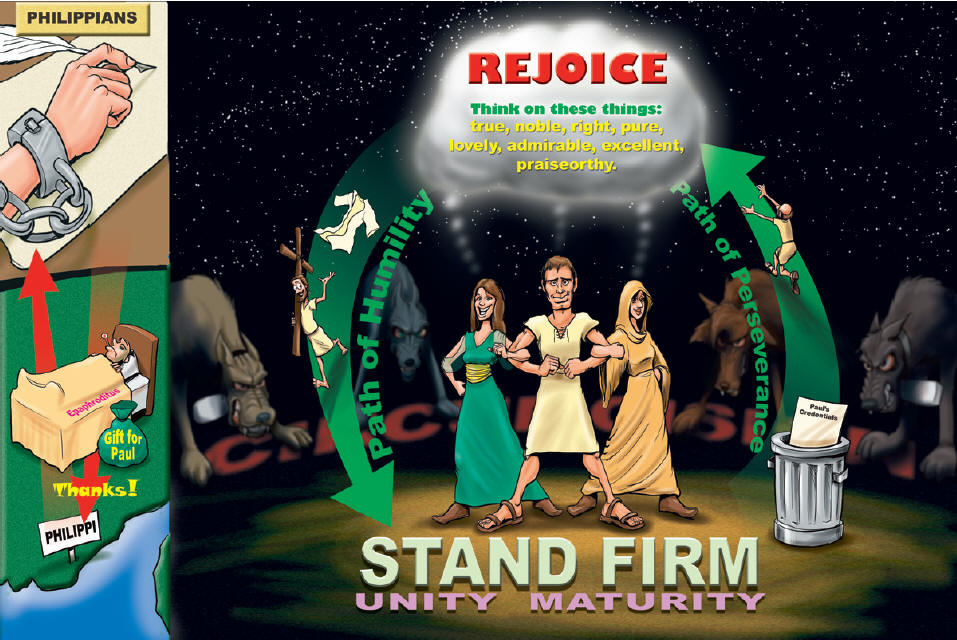 PHILIPPIANS
Epaphroditus
Gift for
Paul
Thanks!
PHILIPPI
REJOICE
Think on these things:
true, noble, right, pure,
lovely, admirable, excellent,
praiseorthy.
Path of Humility
Path of Perseverance
Paul's
Credentials
STAND FIRM
UNITY MATURITY